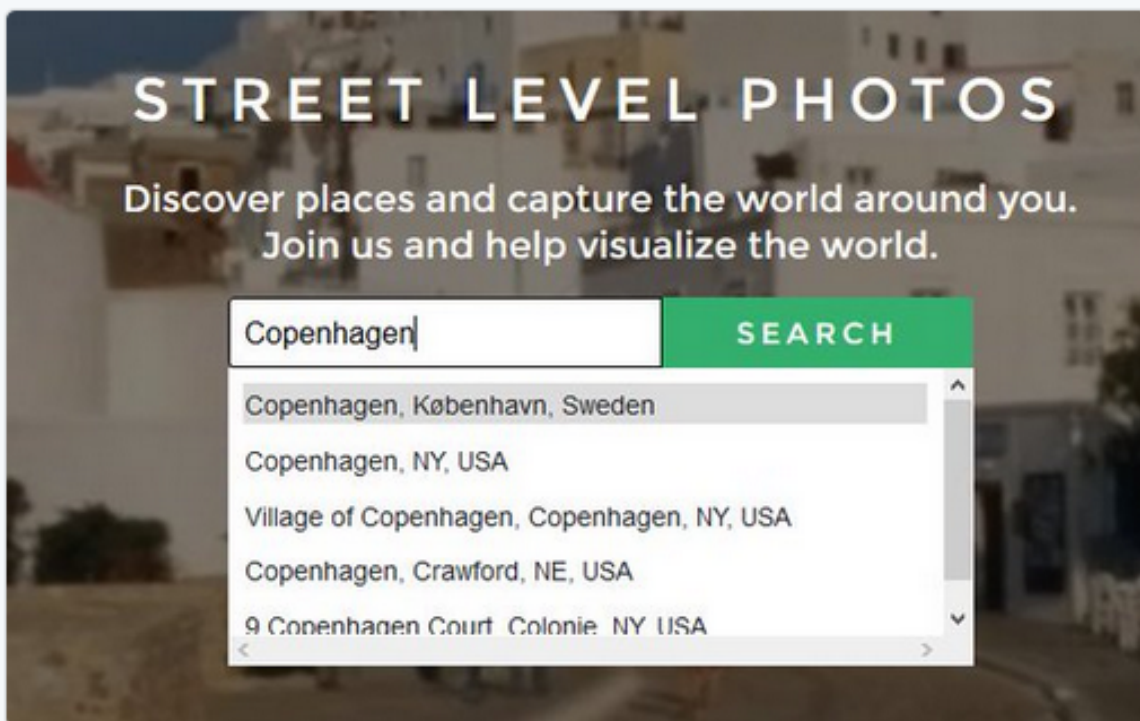 STREET LEVEL PHOTOS
Discover places and capture the world around you.
Join us and help visualize the world.
Copenhagen
SEARCH
Copenhagen, København, Sweden
Copenhagen, NY, USA
Village of Copenhagen, Copenhagen, NY, USA
Copenhagen, Crawford, NE, USA
9 Copenhagen Court, Colonie, NY, USA